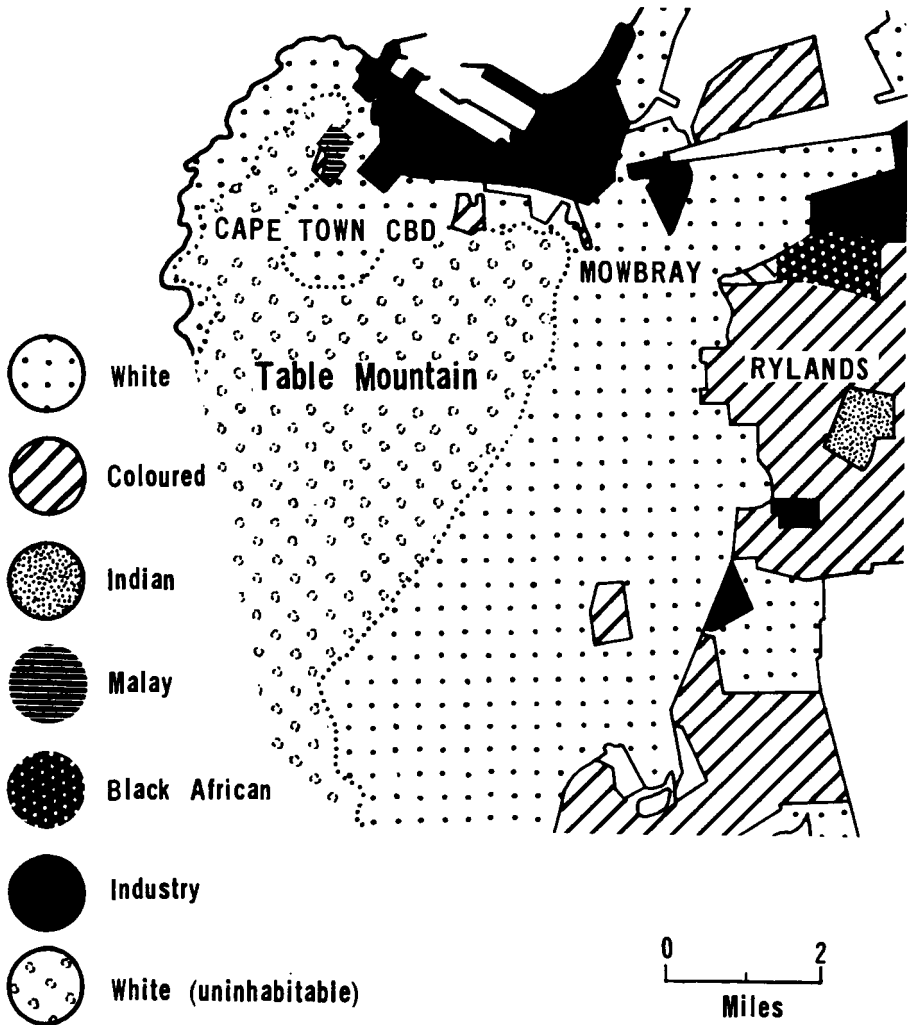 CAPE TOWN CBD
MOWBRAY
RYLANDS
Table Mountain
White
Coloured
Indian
Malay
Black African
Industry
White (uninhabitable)
0 2
Miles